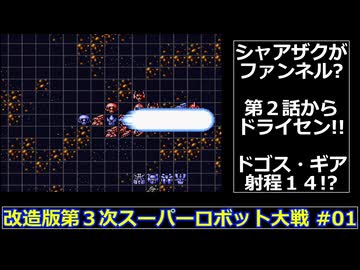 シャアザクが
ファンネル?
第２話から
ドライセン!!
ドゴス・ギア
射程１４!?
改造版第３次スーパーロボット大戦 #01